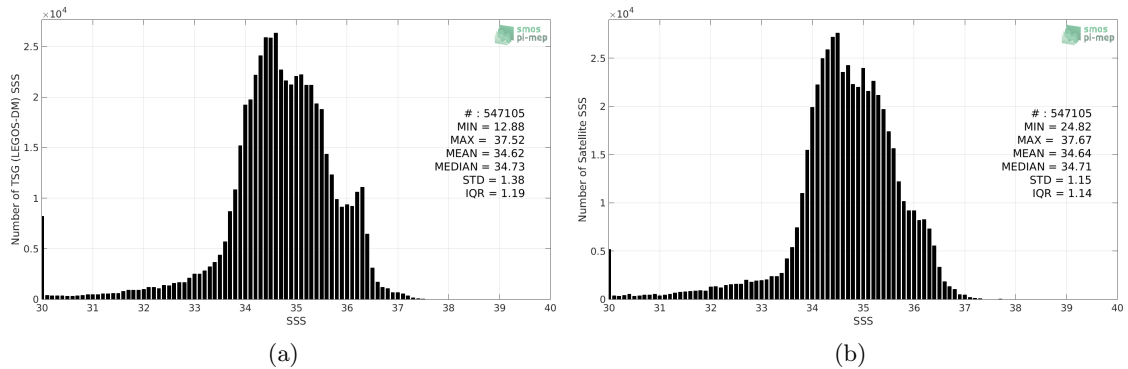 ×10⁴
smos
pi-mep
Number of TSG (LEGOS-DM) SSS
2.5
2
1.5
1
0.5
0
# : 547105
MIN = 12.88
MAX = 37.52
MEAN = 34.62
MEDIAN = 34.73
STD = 1.38
IQR = 1.19
30 31 32 33 34 35 36 37 38 39 40
SSS
(a)
×10⁴
smos
pi-mep
Number of Satellite SSS
2.5
2
1.5
1
0.5
0
# : 547105
MIN = 24.82
MAX = 37.67
MEAN = 34.64
MEDIAN = 34.71
STD = 1.15
IQR = 1.14
30 31 32 33 34 35 36 37 38 39 40
SSS
(b)